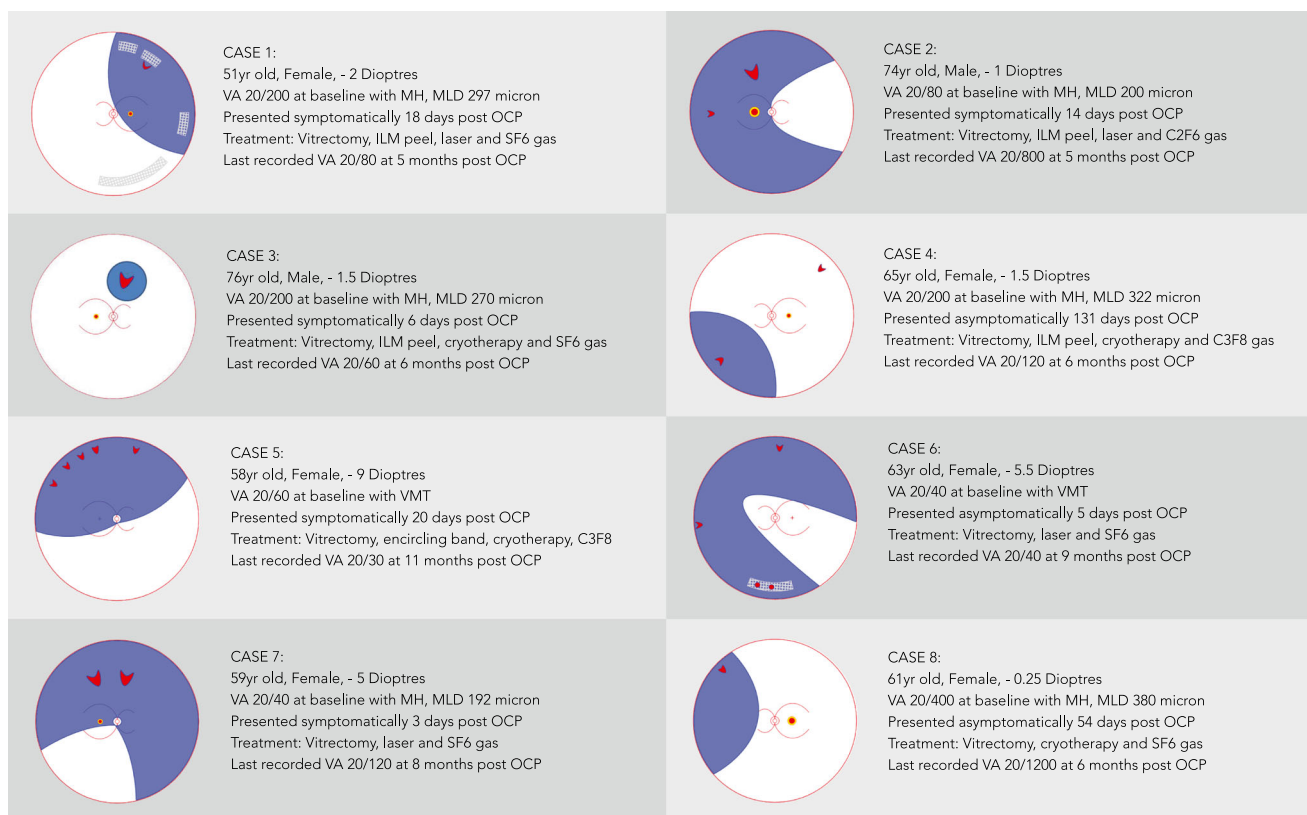 CASE 1:
51yr old, Female, - 2 Dioptres
VA 20/200 at baseline with MH, MLD 297 micron
Presented symptomatically 18 days post OCP
Treatment: Vitrectomy, ILM peel, laser and SF6 gas
Last recorded VA 20/80 at 5 months post OCP
CASE 2:
74yr old, Male, - 1 Dioptres
VA 20/80 at baseline with MH, MLD 200 micron
Presented symptomatically 14 days post OCP
Treatment: Vitrectomy, ILM peel, laser and C2F6 gas
Last recorded VA 20/800 at 5 months post OCP
CASE 3:
76yr old, Male, - 1.5 Dioptres
VA 20/200 at baseline with MH, MLD 270 micron
Presented symptomatically 6 days post OCP
Treatment: Vitrectomy, ILM peel, cryotherapy and SF6 gas
Last recorded VA 20/60 at 6 months post OCP
CASE 4:
65yr old, Female, - 1.5 Dioptres
VA 20/200 at baseline with MH, MLD 322 micron
Presented asymptomatically 131 days post OCP
Treatment: Vitrectomy, ILM peel, cryotherapy and C3F8 gas
Last recorded VA 20/120 at 6 months post OCP
CASE 5:
58yr old, Female, - 9 Dioptres
VA 20/60 at baseline with VMT
Presented symptomatically 20 days post OCP
Treatment: Vitrectomy, encircling band, cryotherapy, C3F8
Last recorded VA 20/30 at 11 months post OCP
CASE 6:
63yr old, Female, - 5.5 Dioptres
VA 20/40 at baseline with VMT
Presented asymptomatically 5 days post OCP
Treatment: Vitrectomy, laser and SF6 gas
Last recorded VA 20/40 at 9 months post OCP
CASE 7:
59yr old, Female, - 5 Dioptres
VA 20/40 at baseline with MH, MLD 192 micron
Presented symptomatically 3 days post OCP
Treatment: Vitrectomy, laser and SF6 gas
Last recorded VA 20/120 at 8 months post OCP
CASE 8:
61yr old, Female, - 0.25 Dioptres
VA 20/400 at baseline with MH, MLD 380 micron
Presented asymptomatically 54 days post OCP
Treatment: Vitrectomy, cryotherapy and SF6 gas
Last recorded VA 20/1200 at 6 months post OCP